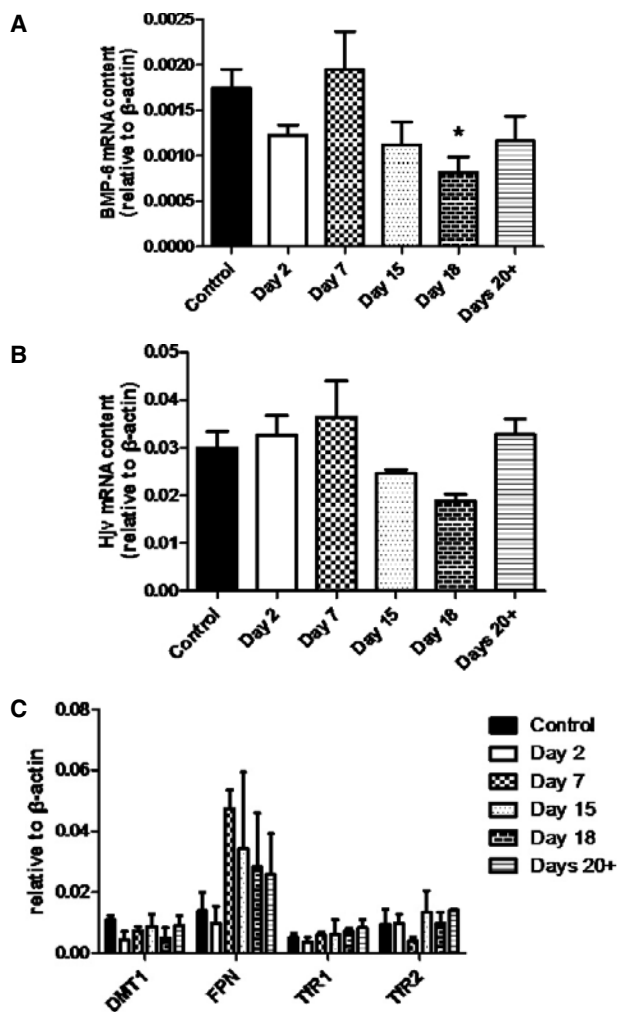 A
BMP-6 mRNA content
(relative to β-actin)
0.0025
0.0020
0.0015
0.0010
0.0005
0.0000
*
Control
Day 2
Day 7
Day 15
Day 18
Days 20+
B
Hjv mRNA content
(relative to β-actin)
0.05
0.04
0.03
0.02
0.01
0.00
Control
Day 2
Day 7
Day 15
Day 18
Days 20+
C
relative to β-actin
0.08
0.06
0.04
0.02
0.00
DMT1
FPN
TfR1
TfR2
Control
Day 2
Day 7
Day 15
Day 18
Days 20+